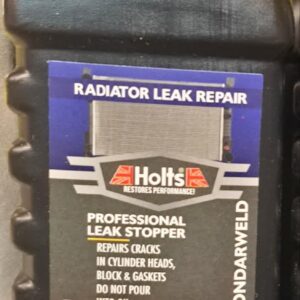 RADIATOR LEAK REPAIR
Holts
RESTORES PERFORMANCE!
PROFESSIONAL
LEAK STOPPER
REPAIRS CRACKS
IN CYLINDER HEADS,
BLOCK & GASKETS
DO NOT POUR
ONDARWELD